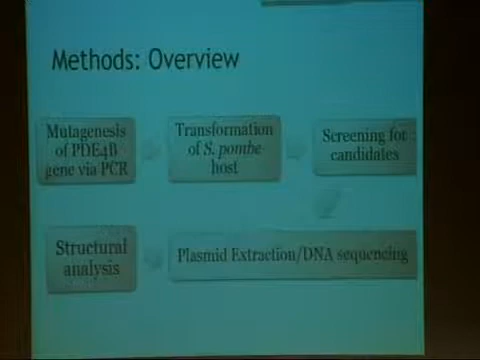 Methods: Overview
Mutagenesis
of PDE4B
gene via PCR
Transformation
of S. pombe
host
Screening for
candidates
Structural
analysis
Plasmid Extraction/DNA sequencing